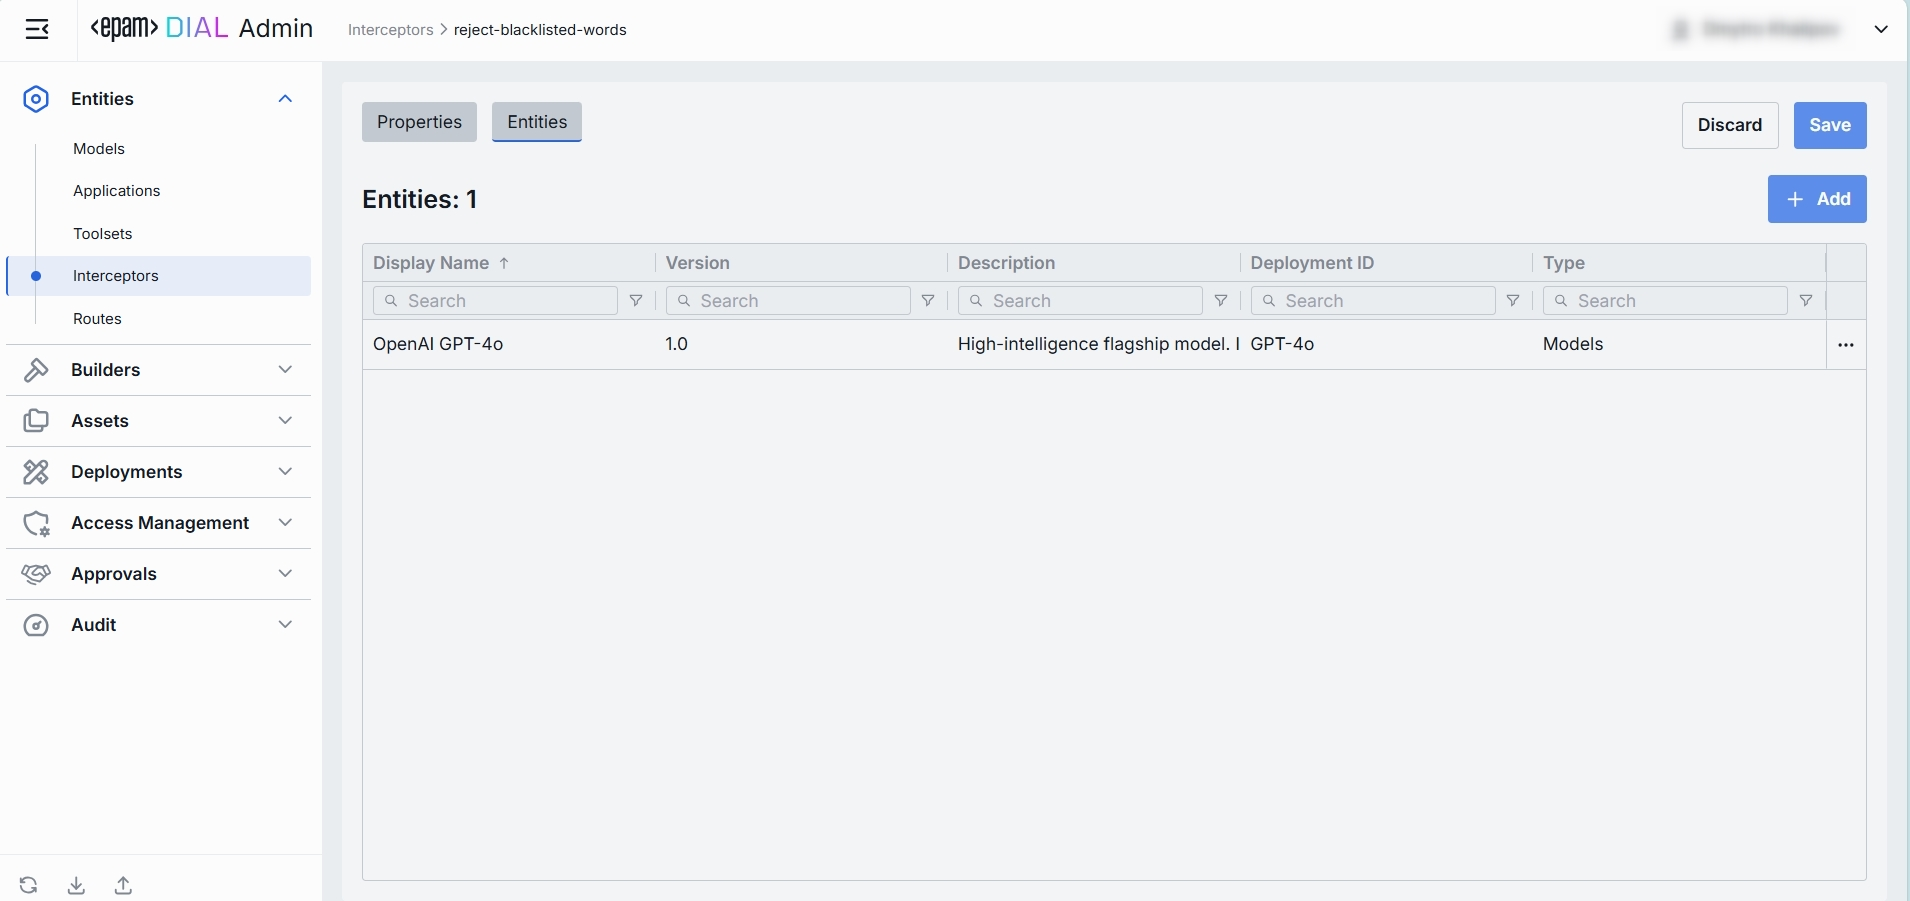 <epam> DIAL Admin
Interceptors > reject-blacklisted-words
Entities
Models
Applications
Toolsets
Interceptors
Routes
Builders
Assets
Deployments
Access Management
Approvals
Audit
Properties Entities
Discard Save
Entities: 1
+ Add
Display Name ↑ Version Description Deployment ID Type
Search Search Search Search Search
OpenAI GPT-4o 1.0 High-intelligence flagship model. GPT-4o Models